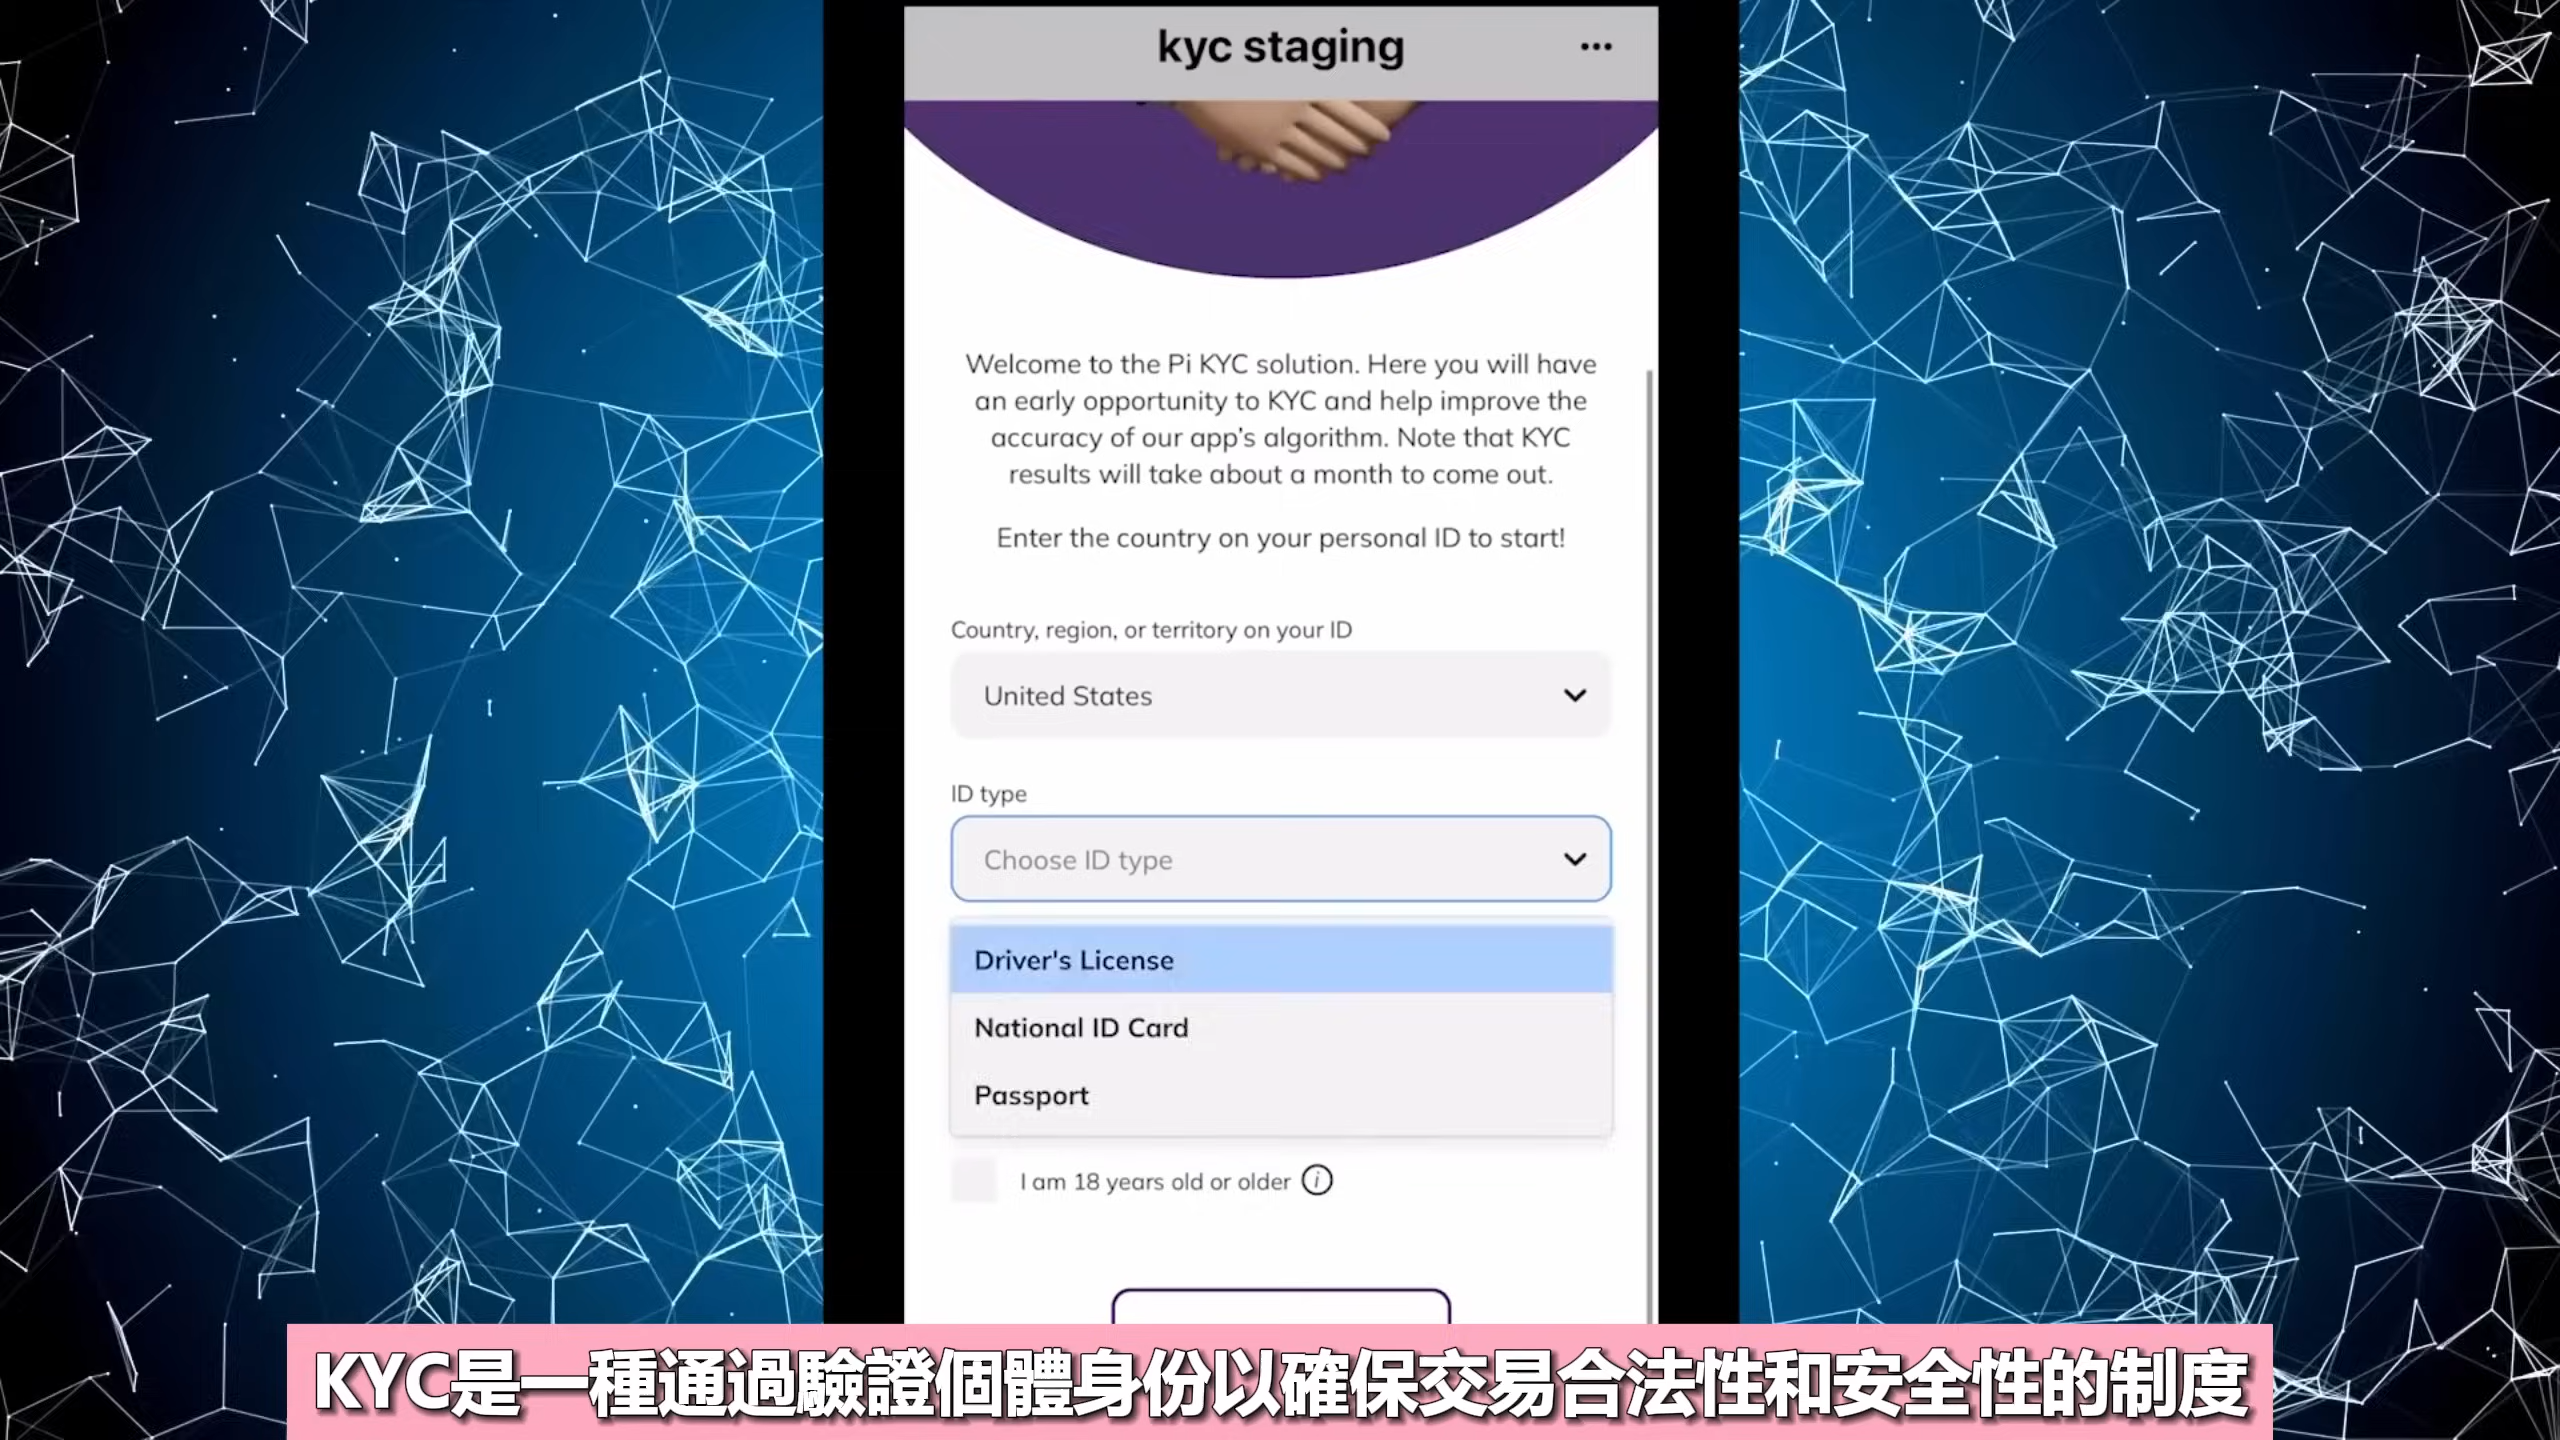 kyc staging
Welcome to the Pi KYC solution. Here you will have
an early opportunity to KYC and help improve the
accuracy of our app's algorithm. Note that KYC
results will take about a month to come out.
Enter the country on your personal ID to start!
Country, region, or territory on your ID
United States
ID type
Choose ID type
Driver's License
National ID Card
Passport
I am 18 years old or older
KYC是一種通過驗證個體身份以確保交易合法性和安全性的制度